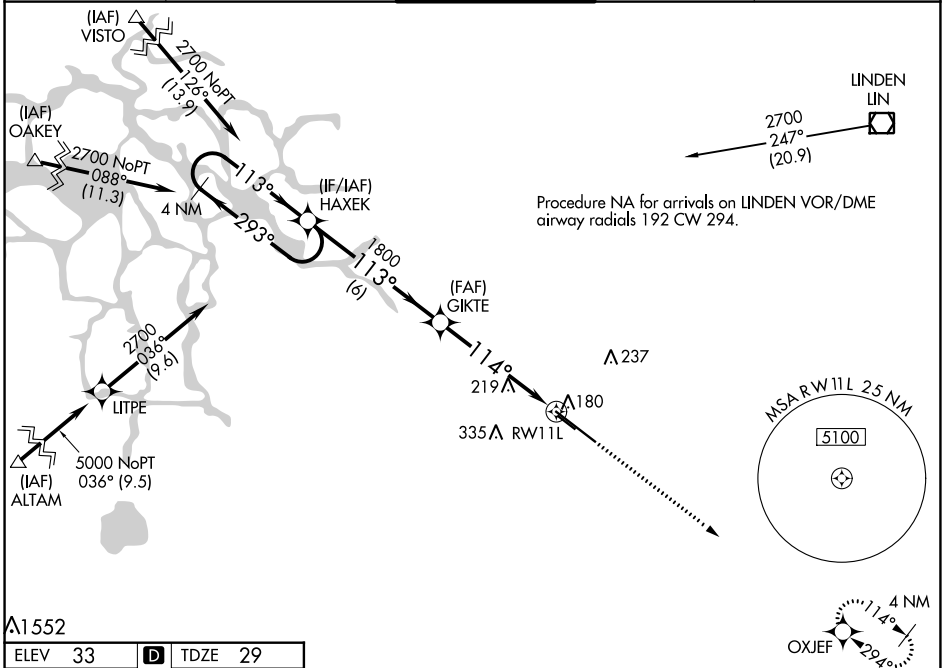 (IAF)
VISTO
2700 NoPT
126°
(13.9)
(IAF)
OAKEY
2700 NoPT
088°
(11.3)
4 NM
113°
293°
(IF/IAF)
HAXEK
1800
113°
(6)
(FAF)
GIKTE
114°
LINDEN
LIN
2700
247°
(20.9)
Procedure NA for arrivals on LINDEN VOR/DME
airway radials 192 CW 294.
2700
036°
(9.6)
LITPE
5000 NoPT
036° (9.5)
(IAF)
ALTAM
237
219
180
335
RW11L
MSA RW11L 25 NM
5100
1552
4 NM
114°
294°
OXJEF
ELEV 33 D TDZE 29